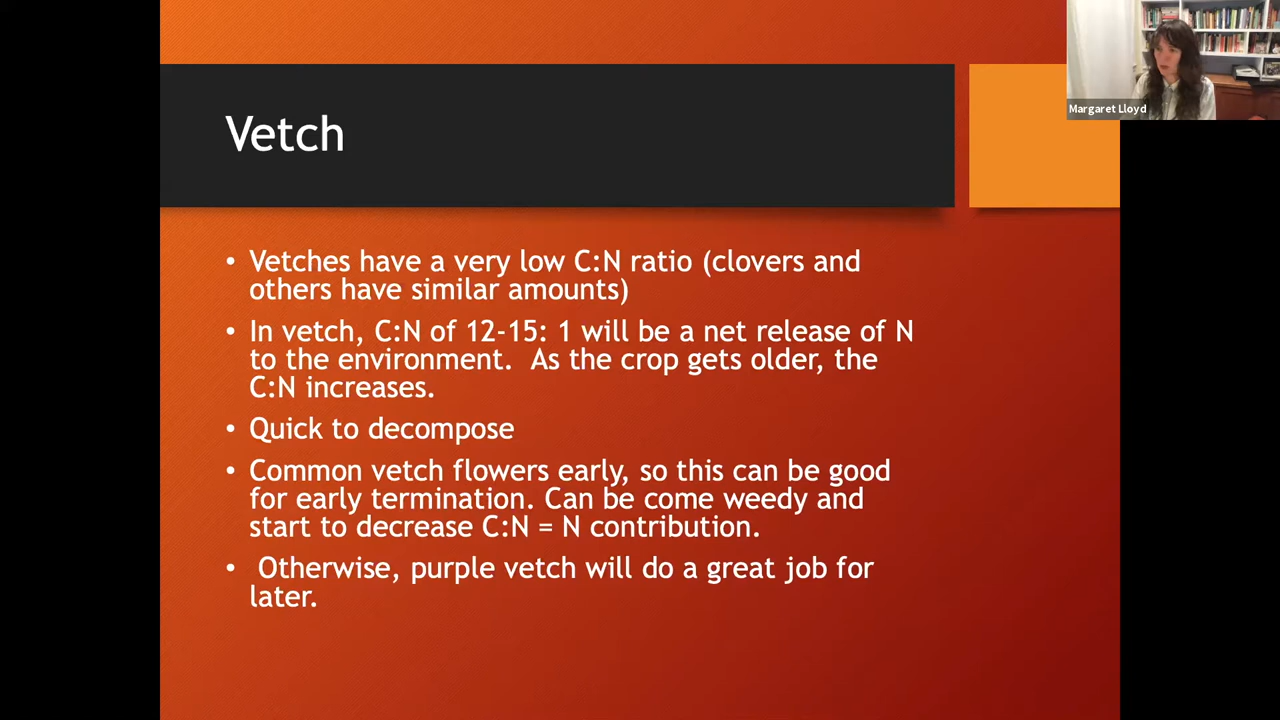 Margaret Lloyd
Vetch
• Vetches have a very low C:N ratio (clovers and
others have similar amounts)
• In vetch, C:N of 12-15: 1 will be a net release of N
to the environment.  As the crop gets older, the
C:N increases.
• Quick to decompose
• Common vetch flowers early, so this can be good
for early termination. Can be come weedy and
start to decrease C:N = N contribution.
• Otherwise, purple vetch will do a great job for
later.